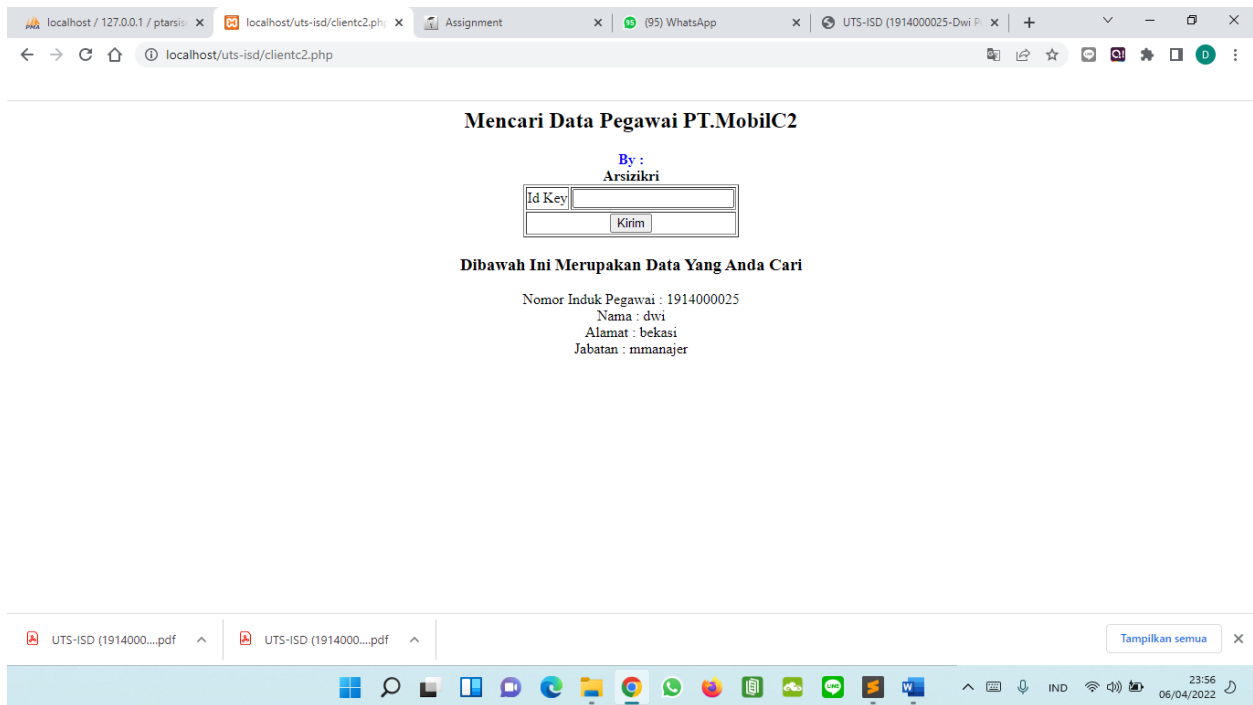 localhost / 127.0.0.1 / ptarsis
localhost/uts-isd/clientc2.ph
Assignment
(95) WhatsApp
UTS-ISD (1914000025-Dwi P
localhost/uts-isd/clientc2.php
Mencari Data Pegawai PT.MobilC2
By :
Arsizikri
Id Key
Kirim
Dibawah Ini Merupakan Data Yang Anda Cari
Nomor Induk Pegawai : 1914000025
Nama : dwi
Alamat : bekasi
Jabatan : mmanajer
UTS-ISD (1914000....pdf
UTS-ISD (1914000....pdf
Tampilkan semua
IND
23:56
06/04/2022